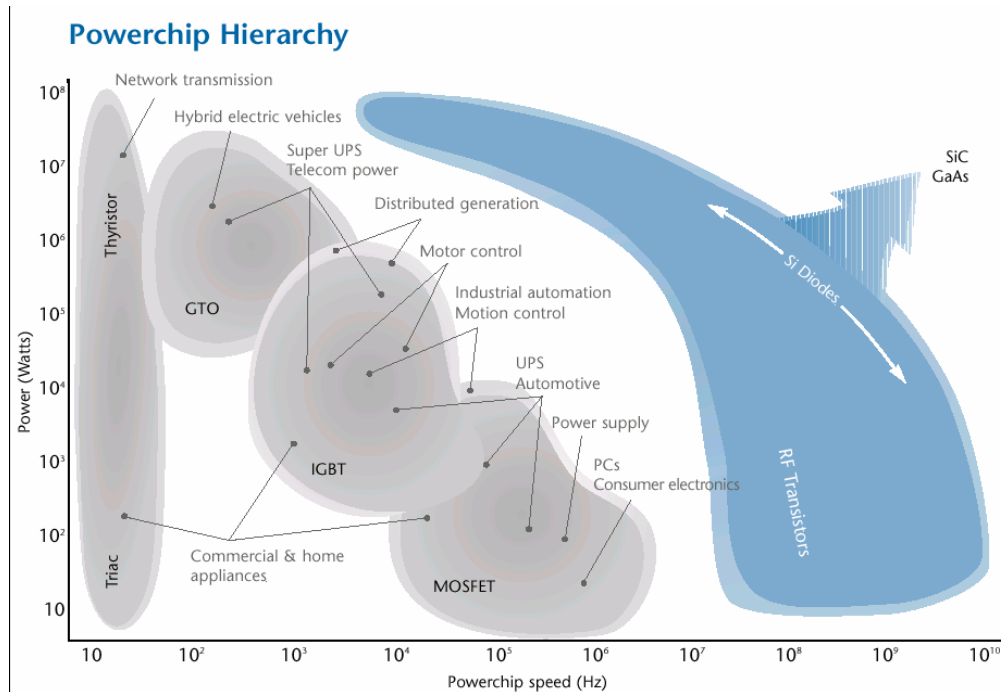 Powerchip Hierarchy
Network transmission
Hybrid electric vehicles
Super UPS
Telecom power
Distributed generation
Motor control
Industrial automation
Motion control
UPS
Automotive
Power supply
PCs
Consumer electronics
Commercial & home
appliances
Thyristor
Triac
GTO
IGBT
MOSFET
SiC
GaAs
Si Diodes
RF Transistors
Power (Watts)
10⁸
10⁷
10⁶
10⁵
10⁴
10³
10²
10
10 10² 10³ 10⁴ 10⁵ 10⁶ 10⁷ 10⁸ 10⁹ 10¹⁰
Powerchip speed (Hz)